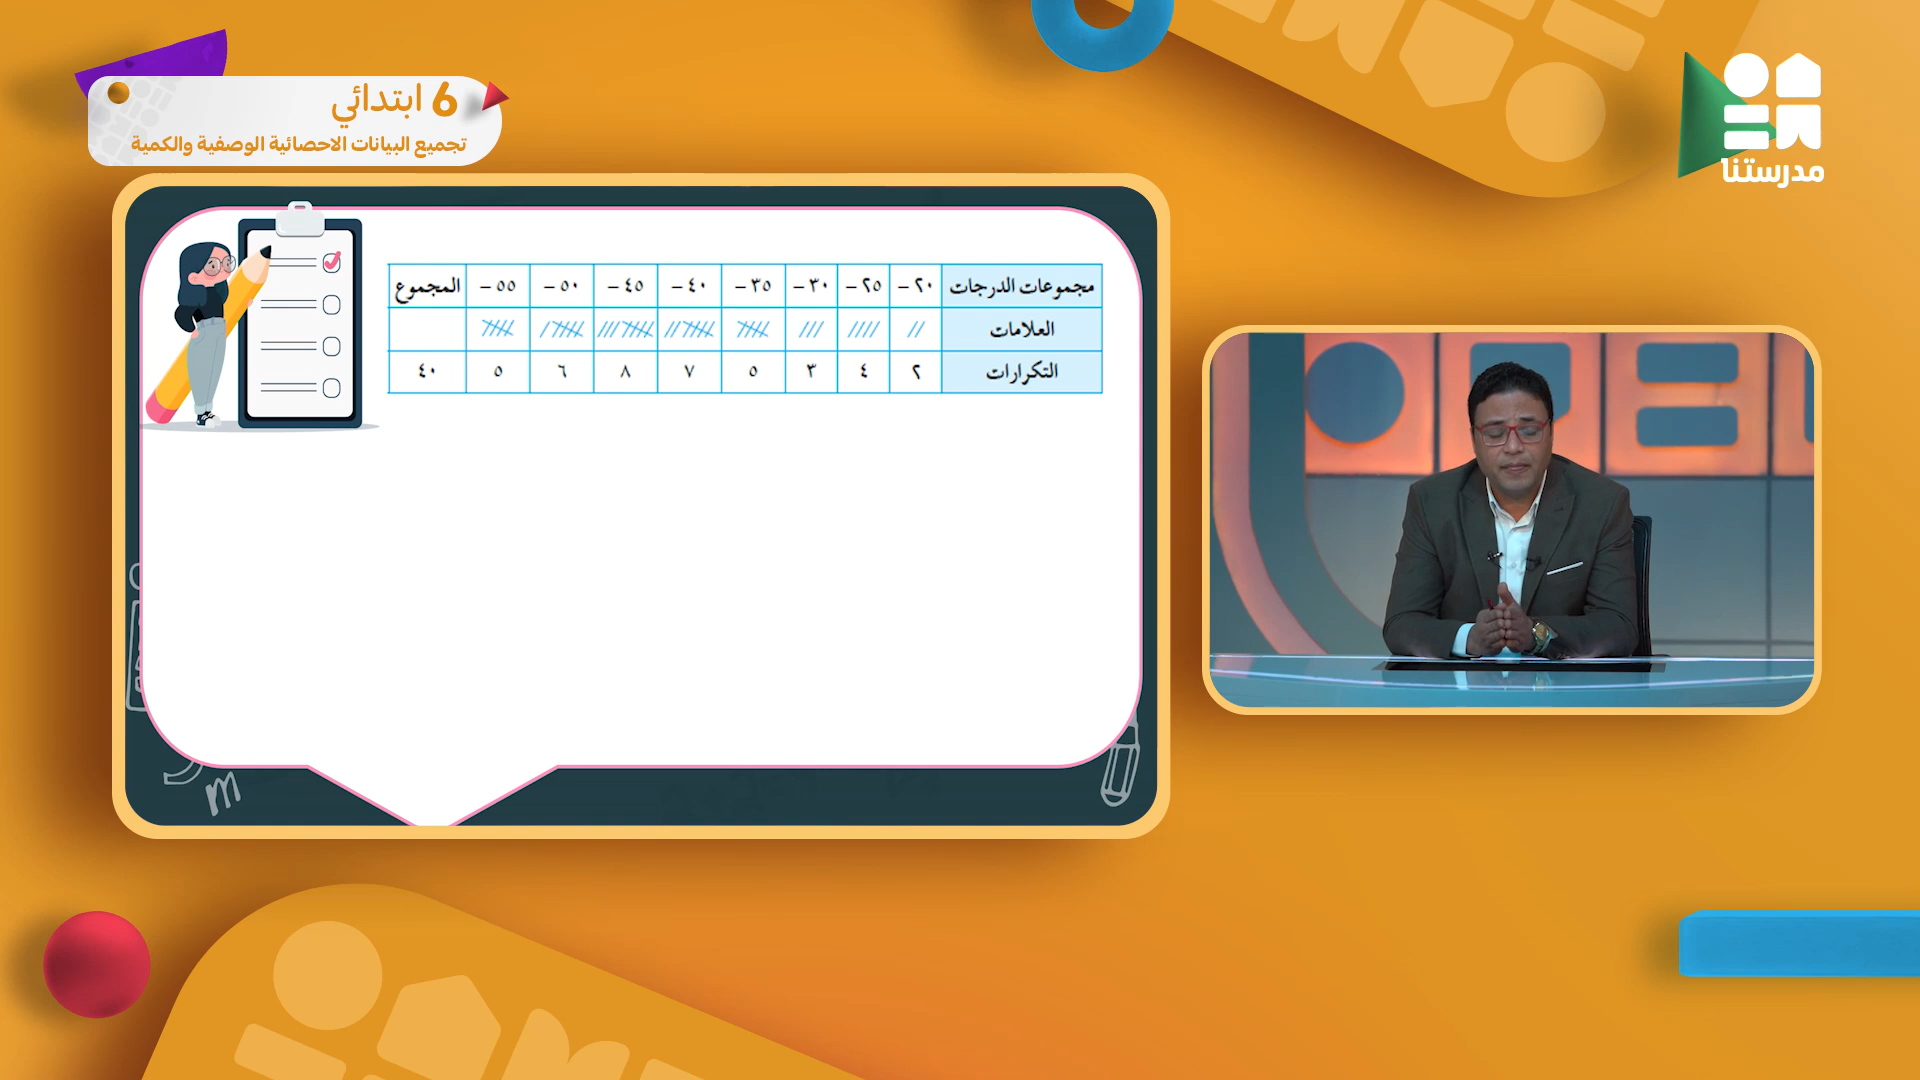 6 ابتدائي
تجميع البيانات الاحصائية الوصفية والكمية
مدرستنا
مجموعات الدرجات ٢٠ – ٢٥ – ٣٠ – ٣٥ – ٤٠ – ٤٥ – ٥٠ – ٥٥ – المجموع
العلامات // //// /// //// //// // //// /// //// / ////
التكرارات ٢ ٤ ٣ ٥ ٧ ٨ ٦ ٥ ٤٠
m